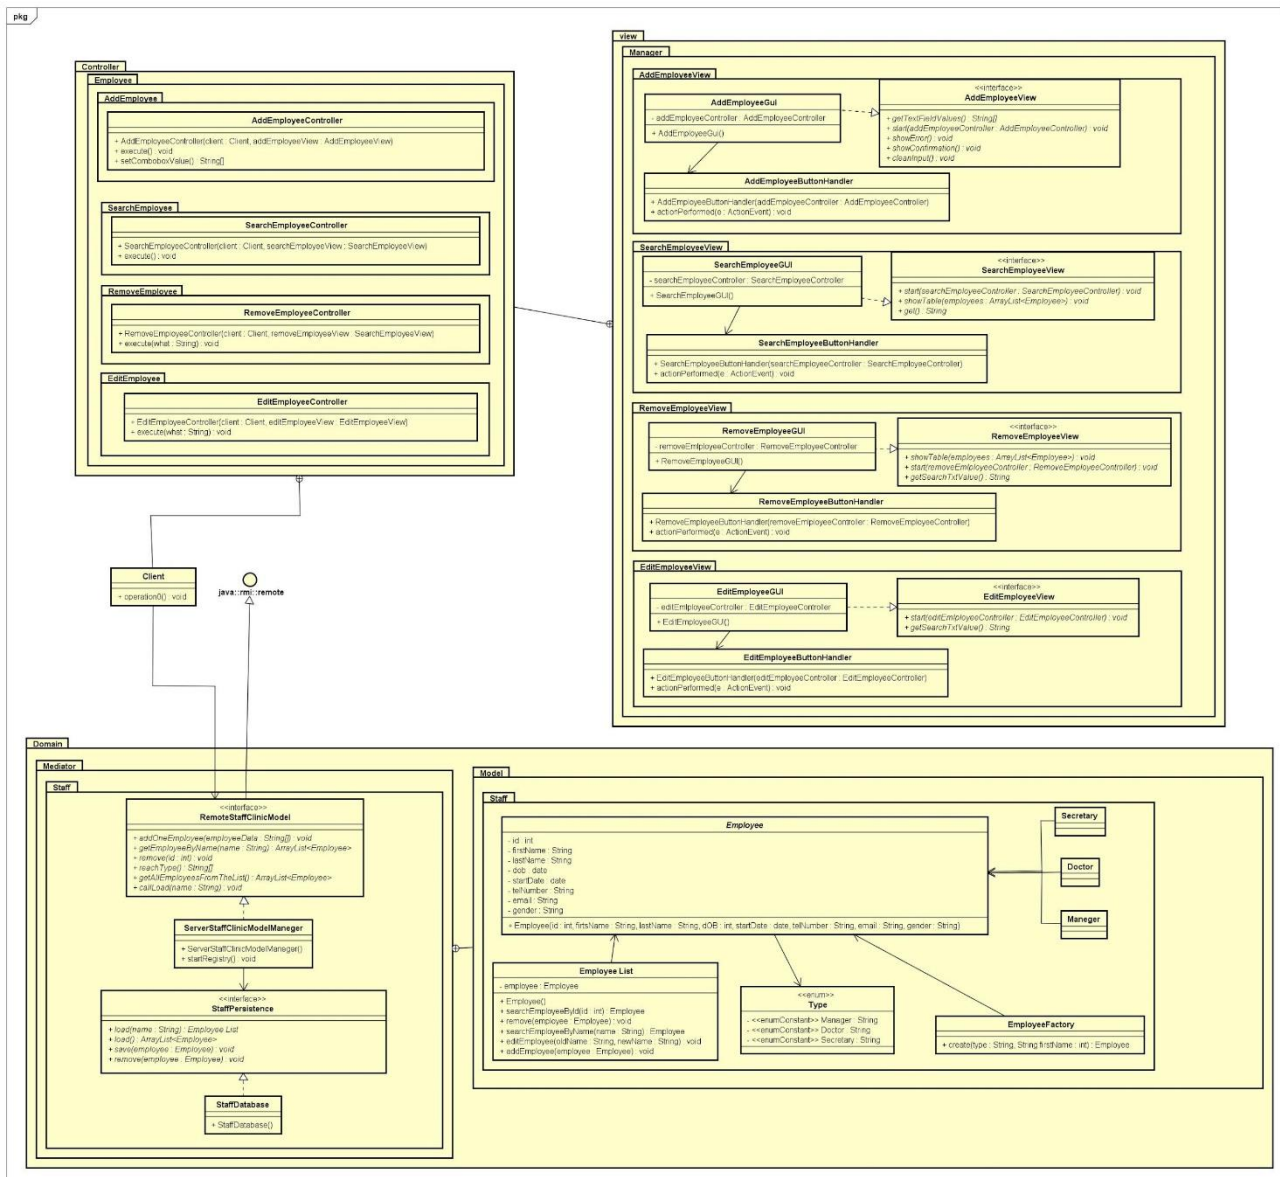 pkg
Controller
Employee
AddEmployee
AddEmployeeController
+ AddEmployeeController(client : Client, addEmployeeView : AddEmployeeView)
+ execute() : void
+ setComboboxValue() : String[]
SearchEmployee
SearchEmployeeController
+ SearchEmployeeController(client : Client, searchEmployeeView : SearchEmployeeView)
+ execute() : void
RemoveEmployee
RemoveEmployeeController
+ RemoveEmployeeController(client : Client, removeEmployeeView : SearchEmployeeView)
+ execute(what : String) : void
EditEmployee
EditEmployeeController
+ EditEmployeeController(client : Client, editEmployeeView : EditEmployeeView)
+ execute(what : String) : void
view
Manager
AddEmployeeView
AddEmployeeGui
- addEmployeeController : AddEmployeeController
+ AddEmployeeGui()
<<interface>>
AddEmployeeView
+ getTextFieldValues() : String[]
+ start(addEmployeeController : AddEmployeeController) : void
+ showError() : void
+ showConfirmation() : void
+ cleanInput() : void
AddEmployeeButtonHandler
+ AddEmployeeButtonHandler(addEmployeeController : AddEmployeeController)
+ actionPerformed(e : ActionEvent) : void
SearchEmployeeView
SearchEmployeeGUI
- searchEmployeeController : SearchEmployeeController
+ SearchEmployeeGUI()
<<interface>>
SearchEmployeeView
+ start(searchEmployeeController : SearchEmployeeController) : void
+ showTable(employees : ArrayList<Employee>) : void
+ get() : String
SearchEmployeeButtonHandler
+ SearchEmployeeButtonHandler(searchEmployeeController : SearchEmployeeController)
+ actionPerformed(e : ActionEvent) : void
RemoveEmployeeView
RemoveEmployeeGUI
- removeEmlployeeController : RemoveEmployeeController
+ RemoveEmployeeGUI()
<<interface>>
RemoveEmployeeView
+ showTable(employees : ArrayList<Employee>) : void
+ start(removeEmlployeeController : RemoveEmployeeController) : void
+ getSearchTxtValue() : String
RemoveEmployeeButtonHandler
+ RemoveEmployeeButtonHandler(removeEmlployeeController : RemoveEmployeeController)
+ actionPerformed(e : ActionEvent) : void
EditEmployeeView
EditEmployeeGUI
- editEmlployeeController : EditEmployeeController
+ EditEmployeeGUI()
<<interface>>
EditEmployeeView
+ start(editEmlployeeController : EditEmployeeController) : void
+ getSearchTxtValue() : String
EditEmployeeButtonHandler
+ EditEmployeeButtonHandler(editEmployeeController : EditEmployeeController)
+ actionPerformed(e : ActionEvent) : void
Client
+ operation0() : void
java::rmi::remote
Domain
Mediator
Staff
<<interface>>
RemoteStaffClinicModel
+ addOneEmployee(employeeData : String[]) : void
+ getEmployeeByName(name : String) : ArrayList<Employee>
+ remove(id : int) : void
+ reachType() : String[]
+ getAllEmployeesFromTheList() : ArrayList<Employee>
+ callLoad(name : String) : void
ServerStaffClinicModelManeger
+ ServerStaffClinicModelManeger()
+ startRegistry() : void
<<interface>>
StaffPersistence
+ load(name : String) : Employee List
+ load() : ArrayList<Employee>
+ save(employee : Employee) : void
+ remove(employee : Employee) : void
StaffDatabase
+ StaffDatabase()
Model
Staff
Employee
- id : int
- firstName : String
- lastName : String
- dob : date
- startDate : date
- telNumber : String
- email : String
- gender : String
+ Employee(id : int, firtsName : String, lastName : String, dOB : int, startDate : date, telNumber : String, email : String, gender : String)
Secretary
Doctor
Maneger
Employee List
- employee : Employee
+ Employee()
+ searchEmployeeById(id : int) : Employee
+ remove(employee : Employee) : void
+ searchEmployeeByName(name : String) : Employee
+ editEmployee(oldName : String, newName : String) : void
+ addEmployee(employee : Employee) : void
<<enum>>
Type
- <<enumConstant>> Manager : String
- <<enumConstant>> Doctor : String
- <<enumConstant>> Secretary : String
EmployeeFactory
+ create(type : String, String firstName : int) : Employee